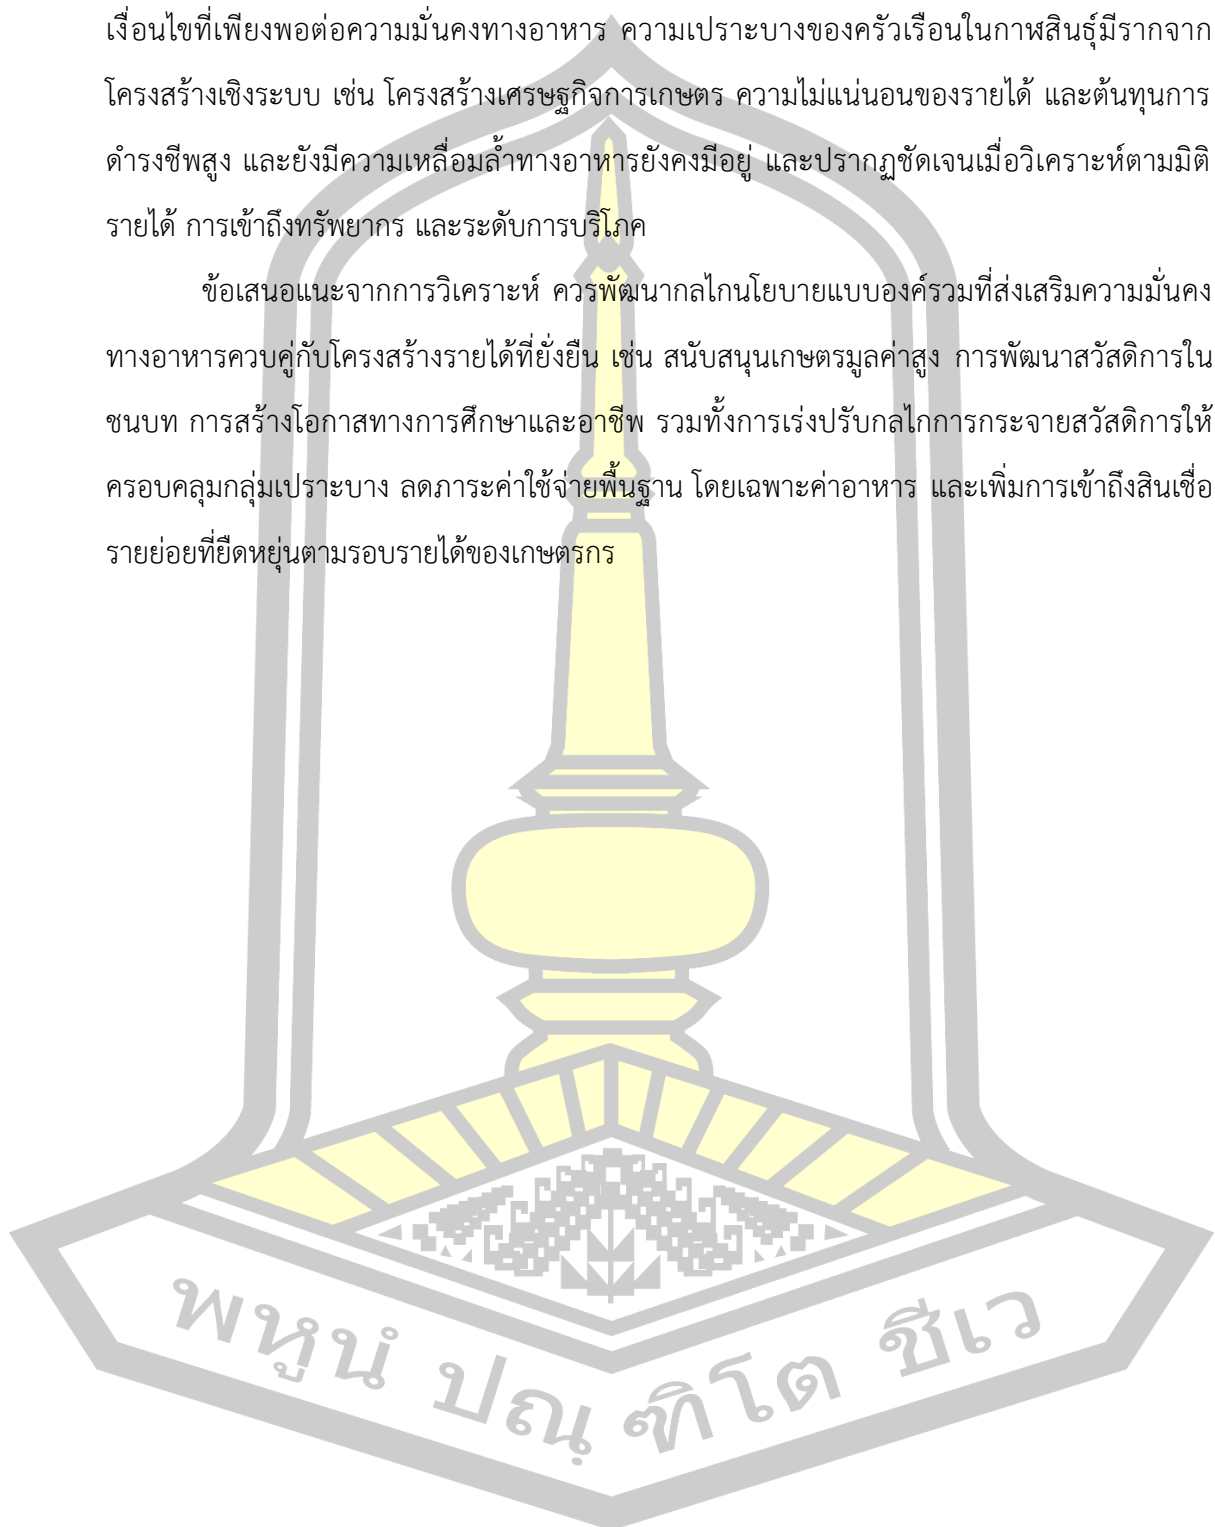 เงื่อนไขที่เพียงพอต่อความมั่นคงทางอาหาร ความเปราะบางของครัวเรือนในกาฬสินธุ์มีรากจาก
โครงสร้างเชิงระบบ เช่น โครงสร้างเศรษฐกิจการเกษตร ความไม่แน่นอนของรายได้ และต้นทุนการ
ดำรงชีพสูง และยังมีความเหลื่อมล้ำทางอาหารยังคงมีอยู่ และปรากฏชัดเจนเมื่อวิเคราะห์ตามมิติ
รายได้ การเข้าถึงทรัพยากร และระดับการบริโภค
ข้อเสนอแนะจากการวิเคราะห์ ควรพัฒนากลไกนโยบายแบบองค์รวมที่ส่งเสริมความมั่นคง
ทางอาหารควบคู่กับโครงสร้างรายได้ที่ยั่งยืน เช่น สนับสนุนเกษตรมูลค่าสูง การพัฒนาสวัสดิการใน
ชนบท การสร้างโอกาสทางการศึกษาและอาชีพ รวมทั้งการเร่งปรับกลไกการกระจายสวัสดิการให้
ครอบคลุมกลุ่มเปราะบาง ลดภาระค่าใช้จ่ายพื้นฐาน โดยเฉพาะค่าอาหาร และเพิ่มการเข้าถึงสินเชื่อ
รายย่อยที่ยืดหยุ่นตามรอบรายได้ของเกษตรกร
พหูนํ ปณฺ ฑิโต ชีเว